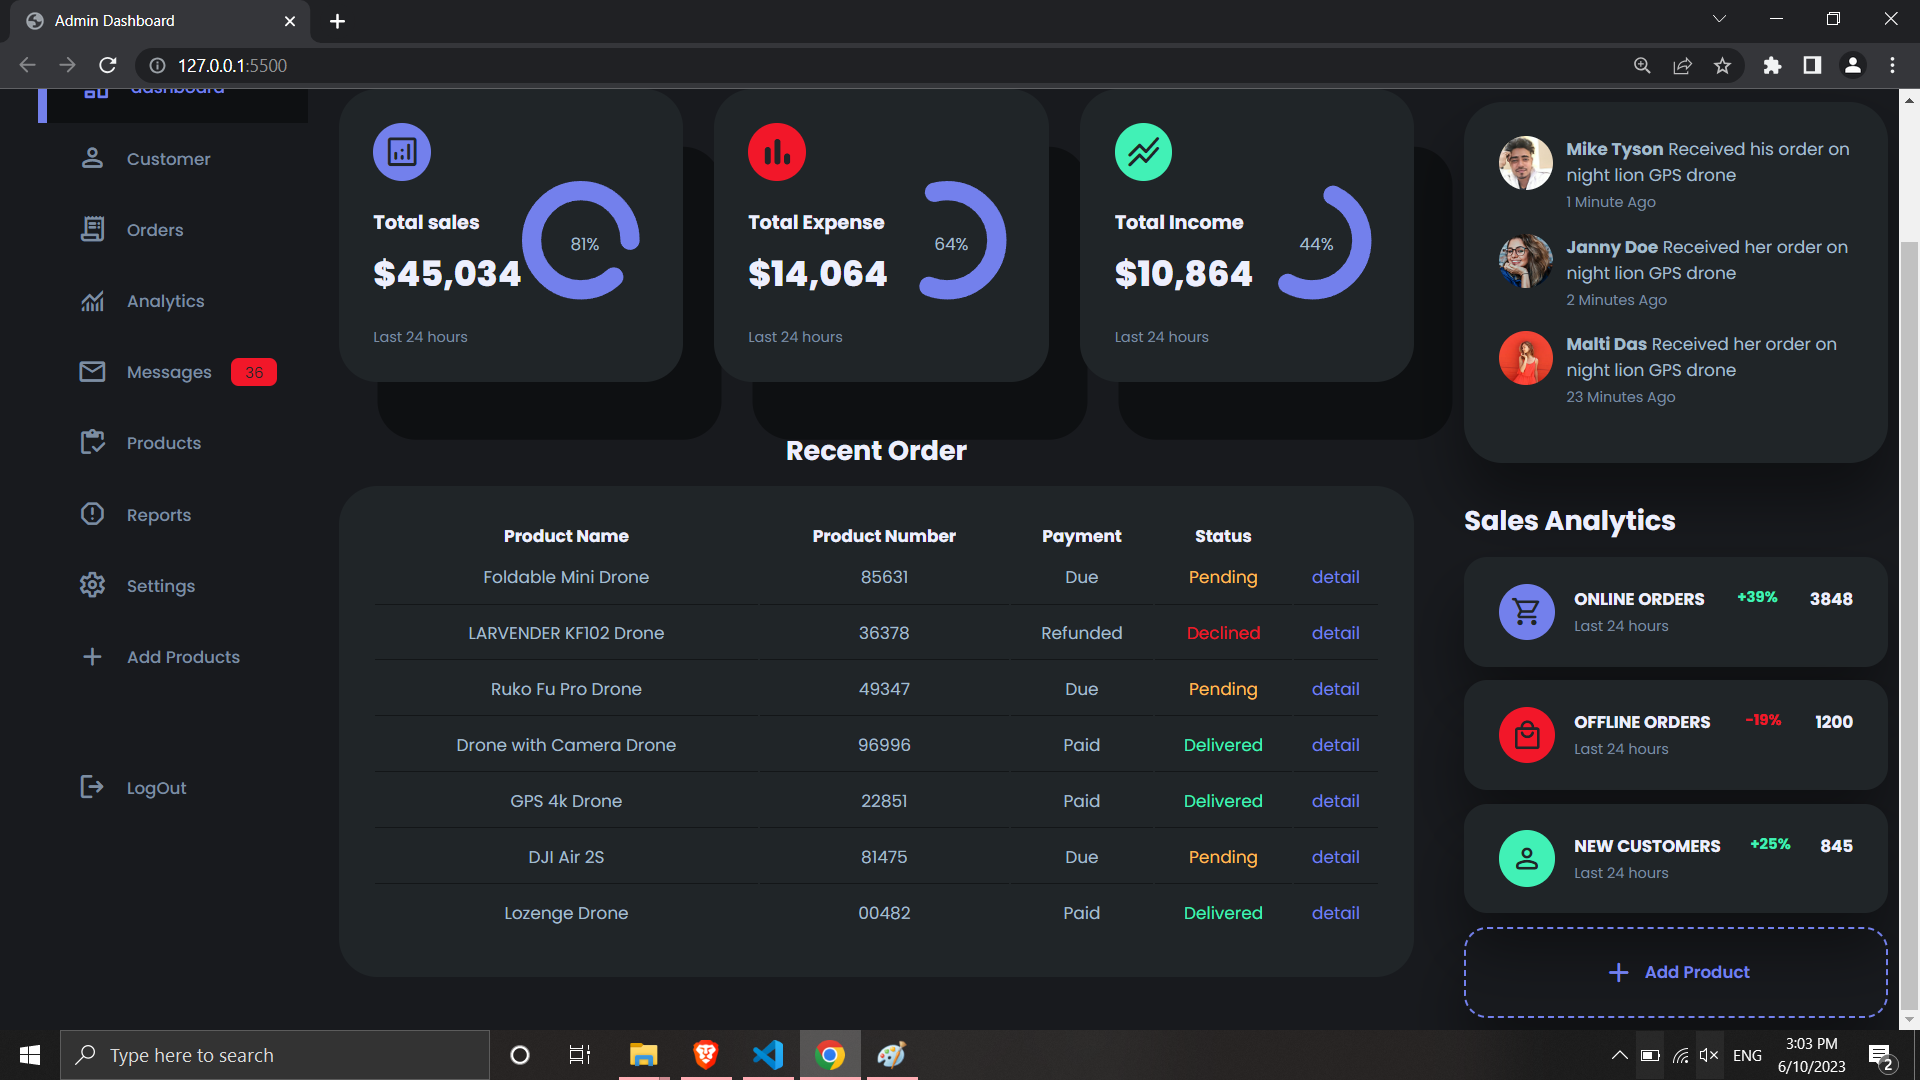 Admin Dashboard
127.0.0.1:5500
dashboard
Customer
Orders
Analytics
Messages 36
Products
Reports
Settings
Add Products
LogOut
Total sales
81%
$45,034
Last 24 hours
Total Expense
64%
$14,064
Last 24 hours
Total Income
44%
$10,864
Last 24 hours
Recent Order
Product Name Product Number Payment Status
Foldable Mini Drone 85631 Due Pending detail
LARVENDER KF102 Drone 36378 Refunded Declined detail
Ruko Fu Pro Drone 49347 Due Pending detail
Drone with Camera Drone 96996 Paid Delivered detail
GPS 4k Drone 22851 Paid Delivered detail
DJI Air 2S 81475 Due Pending detail
Lozenge Drone 00482 Paid Delivered detail
Mike Tyson Received his order on
night lion GPS drone
1 Minute Ago
Janny Doe Received her order on
night lion GPS drone
2 Minutes Ago
Malti Das Received her order on
night lion GPS drone
23 Minutes Ago
Sales Analytics
ONLINE ORDERS +39% 3848
Last 24 hours
OFFLINE ORDERS -19% 1200
Last 24 hours
NEW CUSTOMERS +25% 845
Last 24 hours
Add Product
Type here to search
ENG
3:03 PM
6/10/2023
2